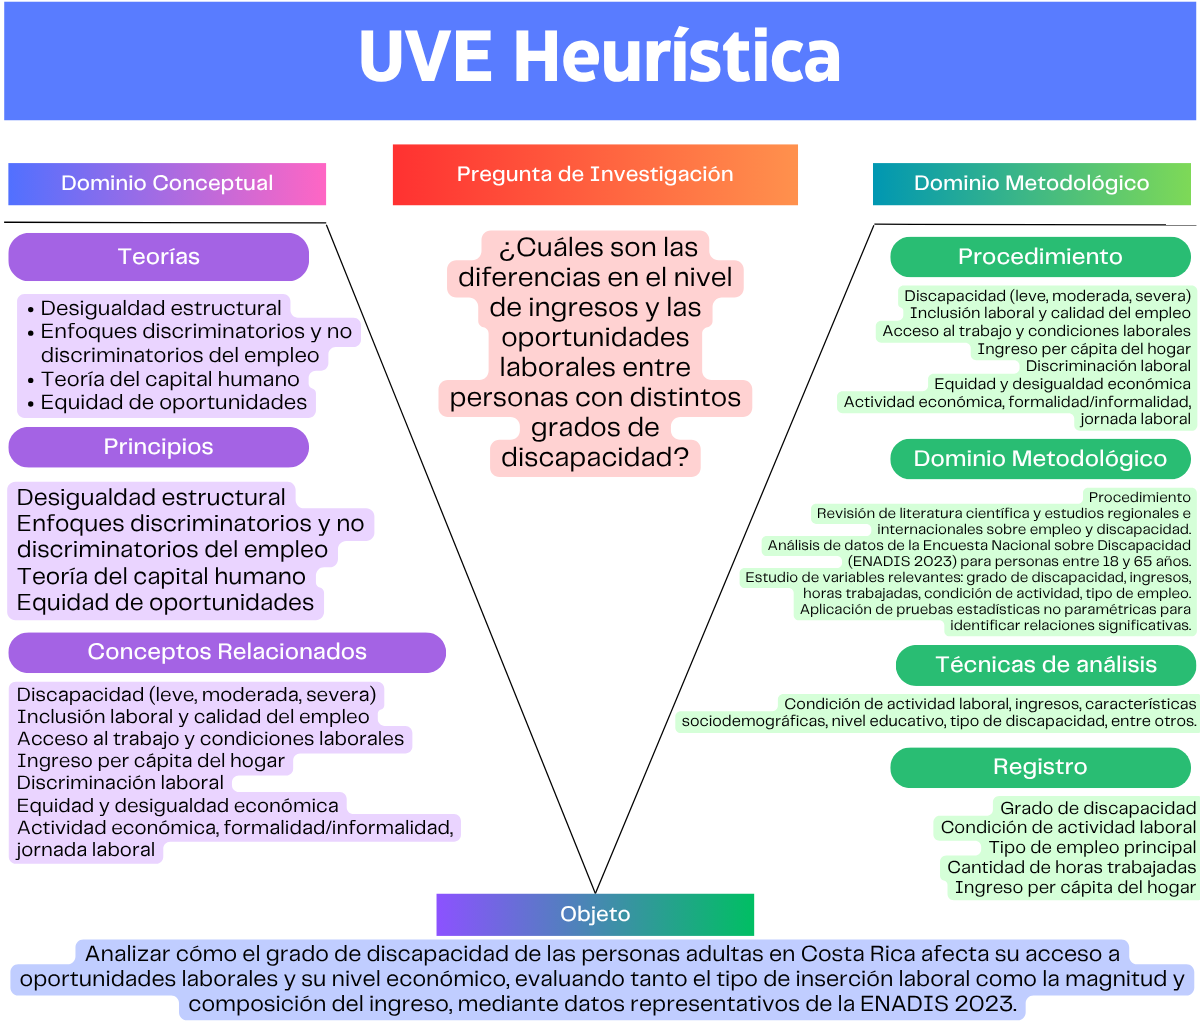 UVE Heurística
Dominio Conceptual
Teorías
• Desigualdad estructural
• Enfoques discriminatorios y no
discriminatorios del empleo
• Teoría del capital humano
• Equidad de oportunidades
Principios
Desigualdad estructural
Enfoques discriminatorios y no
discriminatorios del empleo
Teoría del capital humano
Equidad de oportunidades
Conceptos Relacionados
Discapacidad (leve, moderada, severa)
Inclusión laboral y calidad del empleo
Acceso al trabajo y condiciones laborales
Ingreso per cápita del hogar
Discriminación laboral
Equidad y desigualdad económica
Actividad económica, formalidad/informalidad,
jornada laboral
Pregunta de Investigación
¿Cuáles son las
diferencias en el nivel
de ingresos y las
oportunidades
laborales entre
personas con distintos
grados de
discapacidad?
Dominio Metodológico
Procedimiento
Discapacidad (leve, moderada, severa)
Inclusión laboral y calidad del empleo
Acceso al trabajo y condiciones laborales
Ingreso per cápita del hogar
Discriminación laboral
Equidad y desigualdad económica
Actividad económica, formalidad/informalidad,
jornada laboral
Dominio Metodológico
Procedimiento
Revisión de literatura científica y estudios regionales e
internacionales sobre empleo y discapacidad.
Análisis de datos de la Encuesta Nacional sobre Discapacidad
(ENADIS 2023) para personas entre 18 y 65 años.
Estudio de variables relevantes: grado de discapacidad, ingresos,
horas trabajadas, condición de actividad, tipo de empleo.
Aplicación de pruebas estadísticas no paramétricas para
identificar relaciones significativas.
Técnicas de análisis
Condición de actividad laboral, ingresos, características
sociodemográficas, nivel educativo, tipo de discapacidad, entre otros.
Registro
Grado de discapacidad
Condición de actividad laboral
Tipo de empleo principal
Cantidad de horas trabajadas
Ingreso per cápita del hogar
Objeto
Analizar cómo el grado de discapacidad de las personas adultas en Costa Rica afecta su acceso a
oportunidades laborales y su nivel económico, evaluando tanto el tipo de inserción laboral como la magnitud y
composición del ingreso, mediante datos representativos de la ENADIS 2023.